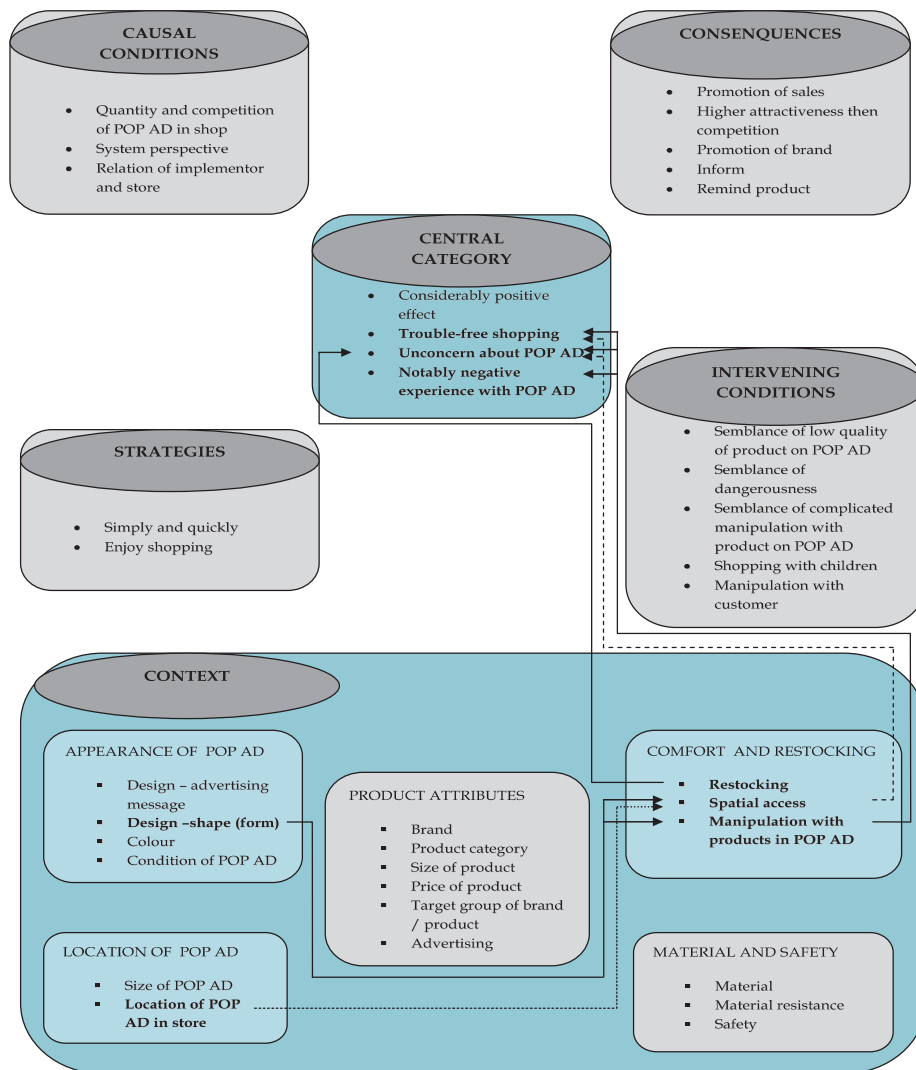 CAUSAL
CONDITIONS
• Quantity and competition
of POP AD in shop
• System perspective
• Relation of implementor
and store
CONSENQUENCES
• Promotion of sales
• Higher attractiveness then
competition
• Promotion of brand
• Inform
• Remind product
CENTRAL
CATEGORY
• Considerably positive
effect
• Trouble-free shopping
• Unconcern about POP AD
• Notably negative
experience with POP AD
INTERVENING
CONDITIONS
• Semblance of low quality
of product on POP AD
• Semblance of
dangerousness
• Semblance of complicated
manipulation with
product on POP AD
• Shopping with children
• Manipulation with
customer
STRATEGIES
• Simply and quickly
• Enjoy shopping
CONTEXT
APPEARANCE OF POP AD
▪ Design – advertising
message
▪ Design –shape (form)
▪ Colour
▪ Condition of POP AD
PRODUCT ATTRIBUTES
▪ Brand
▪ Product category
▪ Size of product
▪ Price of product
▪ Target group of brand
/ product
▪ Advertising
COMFORT AND RESTOCKING
▪ Restocking
▪ Spatial access
▪ Manipulation with
products in POP AD
LOCATION OF POP AD
▪ Size of POP AD
▪ Location of POP
AD in store
MATERIAL AND SAFETY
▪ Material
▪ Material resistance
▪ Safety